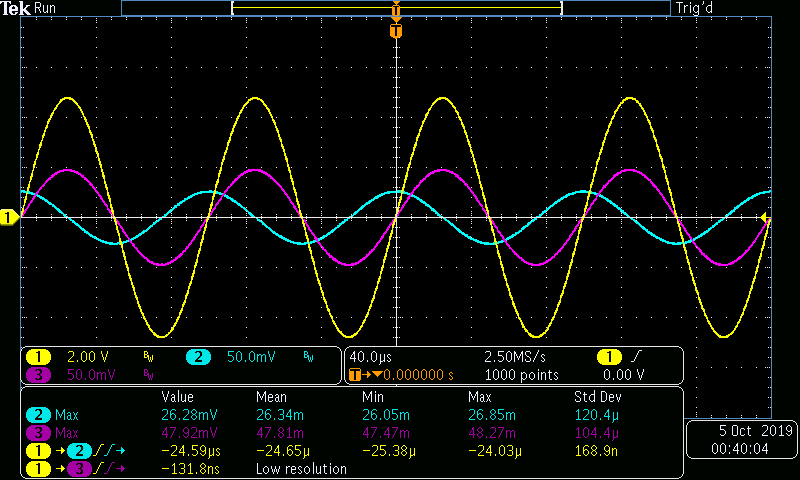 Tek Run Trig'd
T
T
1
1 2.00 V BW 2 50.0mV BW
3 50.0mV BW
40.0µs 2.50MS/s 1
T→▼0.000000 s 1000 points 0.00 V
Value Mean Min Max Std Dev
2 Max 26.28mV 26.34m 26.05m 26.85m 120.4µ
3 Max 47.92mV 47.81m 47.47m 48.27m 104.4µ
1 →2 → −24.59µs −24.65µ −25.38µ −24.03µ 168.9n
1 →3 → −131.8ns Low resolution
5 Oct 2019
00:40:04